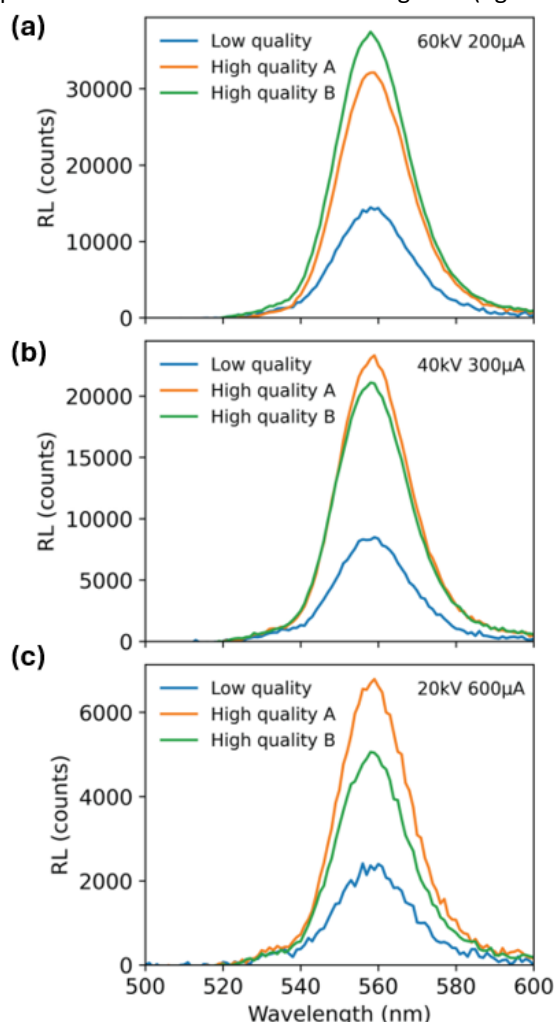 (a)
Low quality
High quality A
High quality B
60kV 200μA
30000
20000
10000
0
RL (counts)
(b)
Low quality
High quality A
High quality B
40kV 300μA
20000
15000
10000
5000
0
RL (counts)
(c)
Low quality
High quality A
High quality B
20kV 600μA
6000
4000
2000
0
RL (counts)
500 520 540 560 580 600
Wavelength (nm)